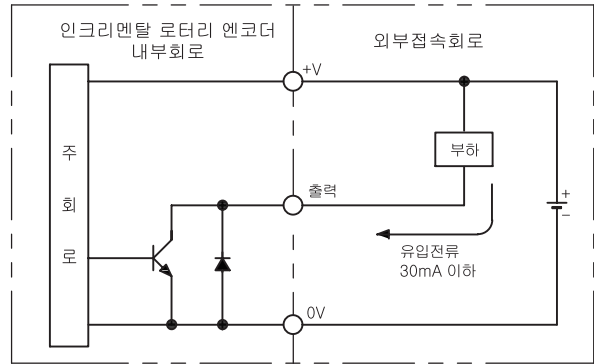 인크리멘탈 로터리 엔코더
내부회로
외부접속회로
+V
주
회
로
부하
출력
+
−
유입전류
30mA 이하
0V